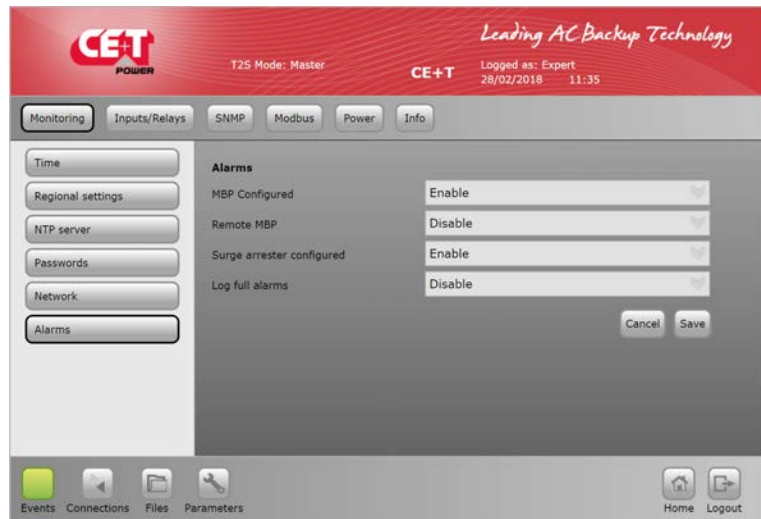 CE+T
POWER
Leading AC Backup Technology
T2S Mode: Master
CE+T
Logged as: Expert
28/02/2018 11:35
Monitoring Inputs/Relays SNMP Modbus Power Info
Time
Regional settings
NTP server
Passwords
Network
Alarms
Alarms
MBP Configured Enable
Remote MBP Disable
Surge arrester configured Enable
Log full alarms Disable
Cancel Save
Events Connections Files Parameters Home Logout